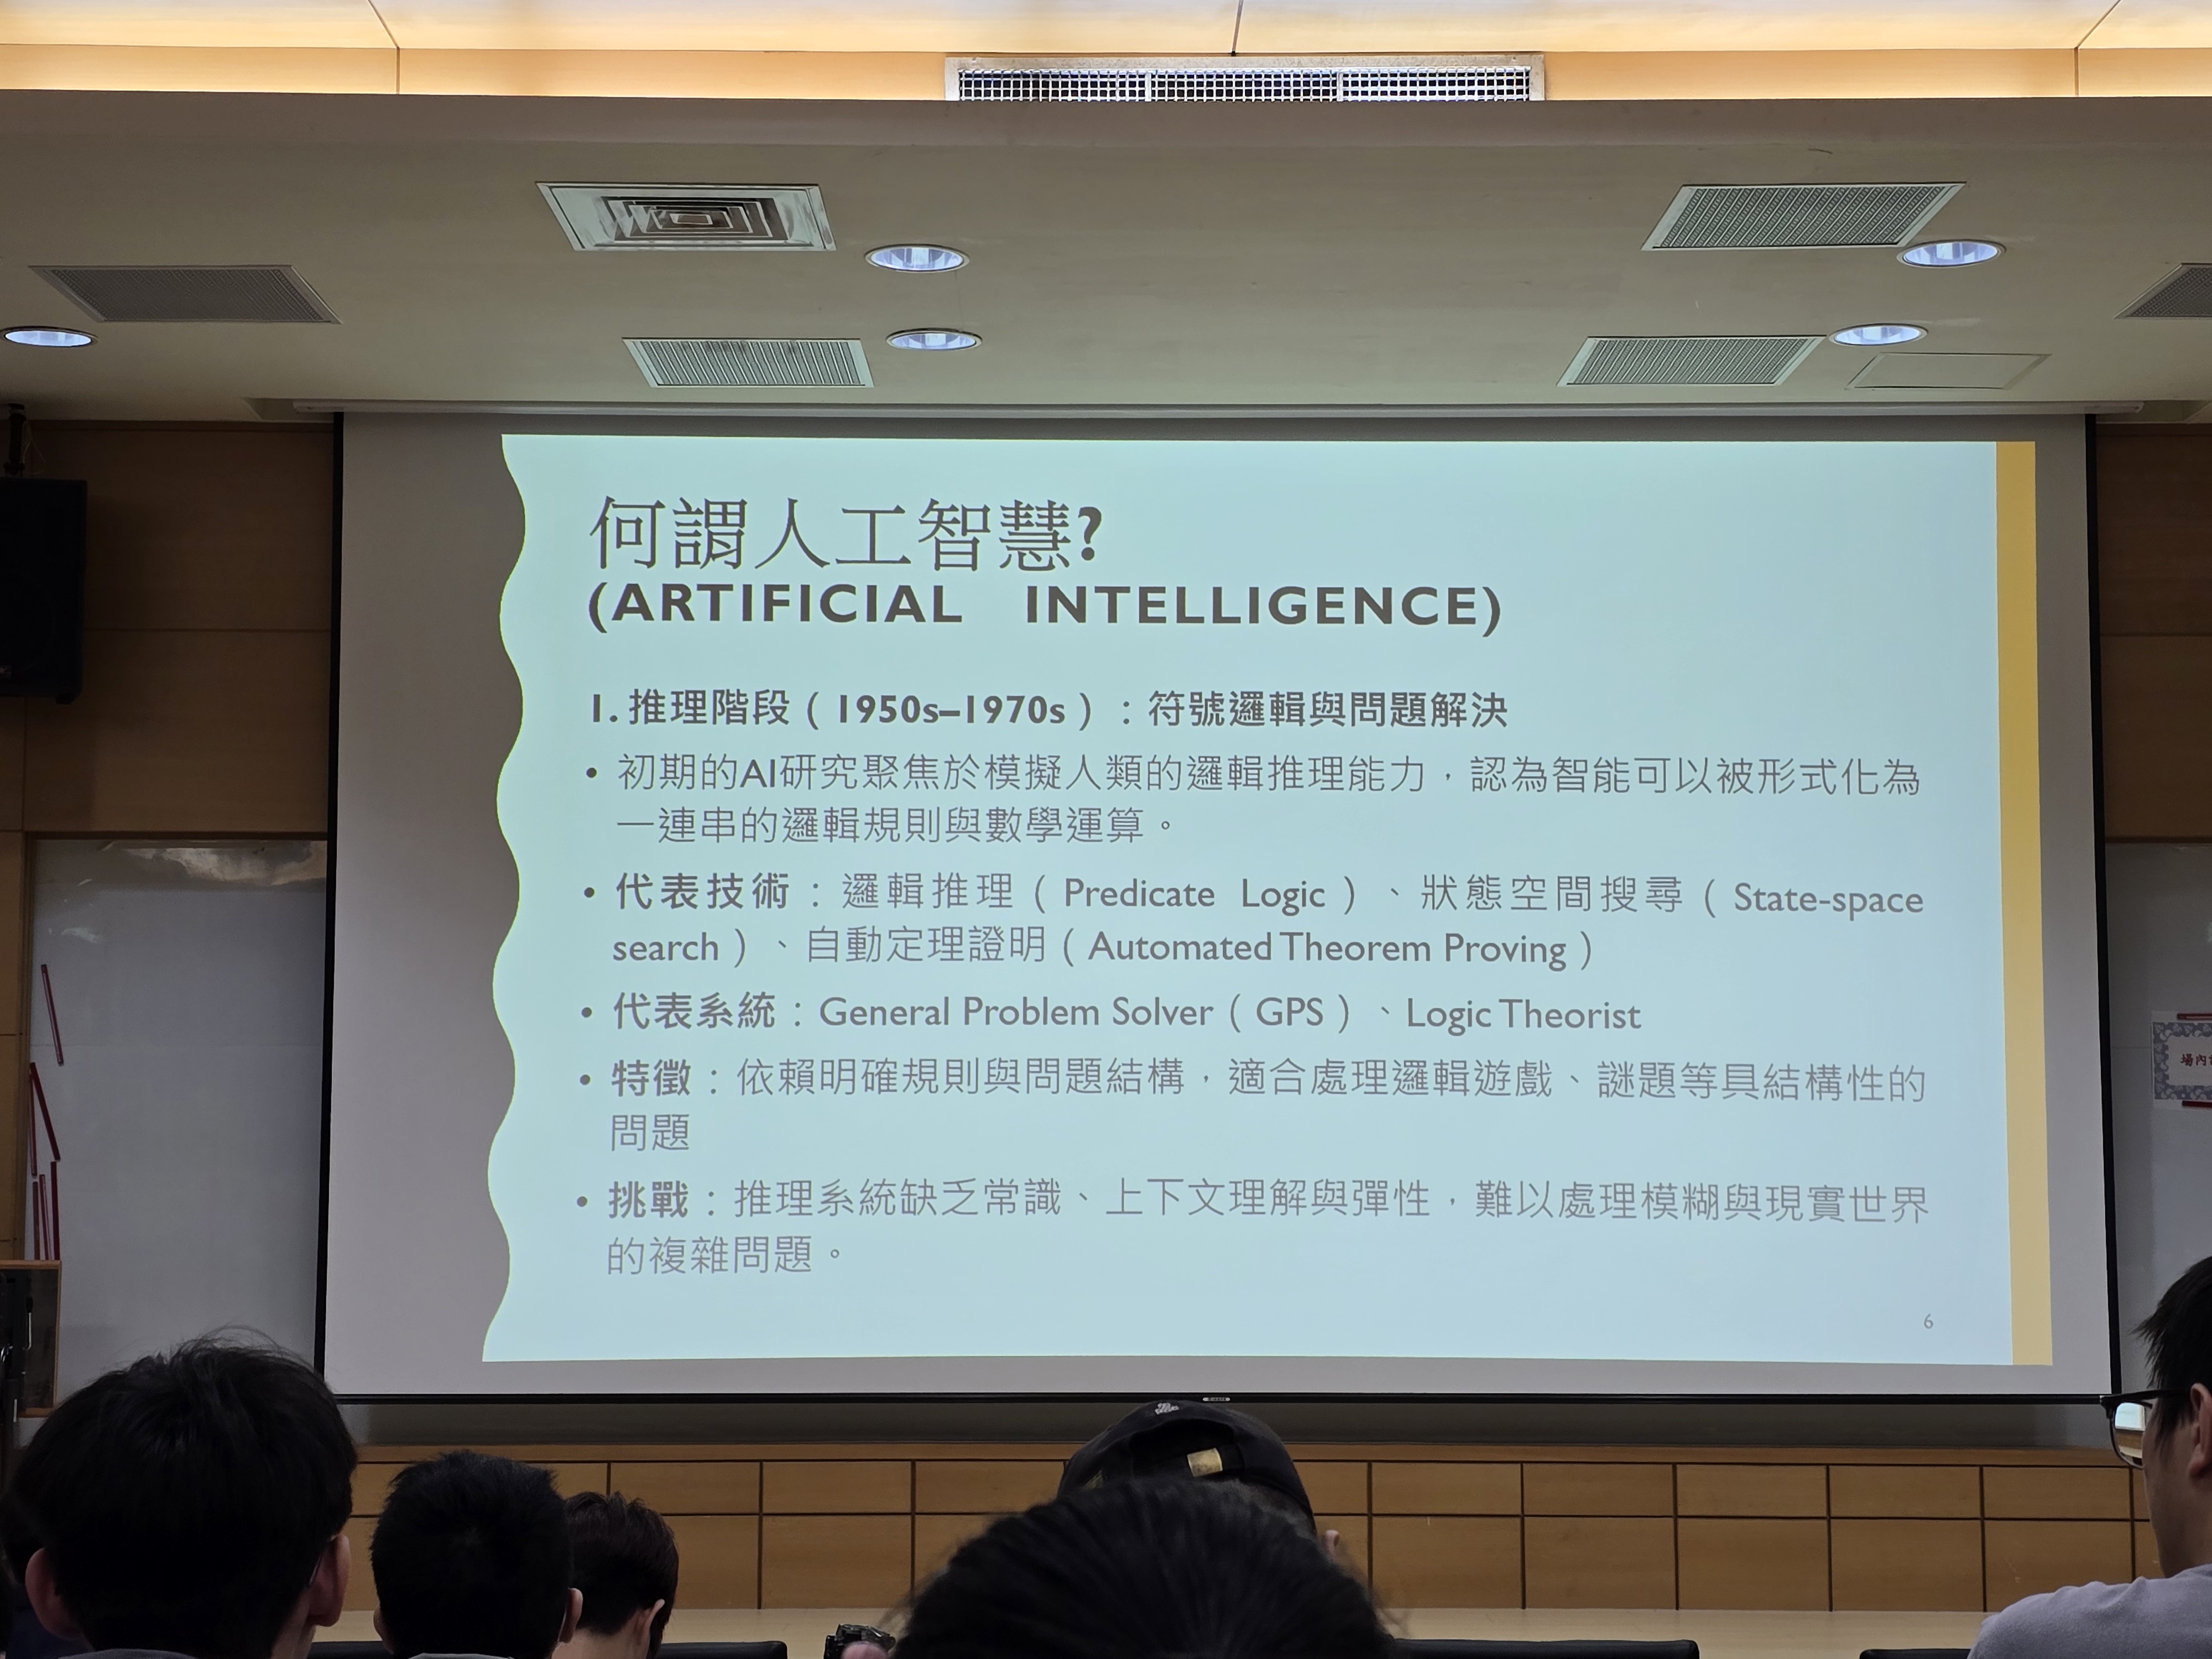 何謂人工智慧?
(ARTIFICIAL INTELLIGENCE)
1. 推理階段（1950s–1970s）：符號邏輯與問題解決
• 初期的AI研究聚焦於模擬人類的邏輯推理能力，認為智能可以被形式化為
一連串的邏輯規則與數學運算。
• 代表技術：邏輯推理（Predicate Logic）、狀態空間搜尋（State-space
search）、自動定理證明（Automated Theorem Proving）
• 代表系統：General Problem Solver（GPS）、Logic Theorist
• 特徵：依賴明確規則與問題結構，適合處理邏輯遊戲、謎題等具結構性的
問題
• 挑戰：推理系統缺乏常識、上下文理解與彈性，難以處理模糊與現實世界
的複雜問題。
6
場內